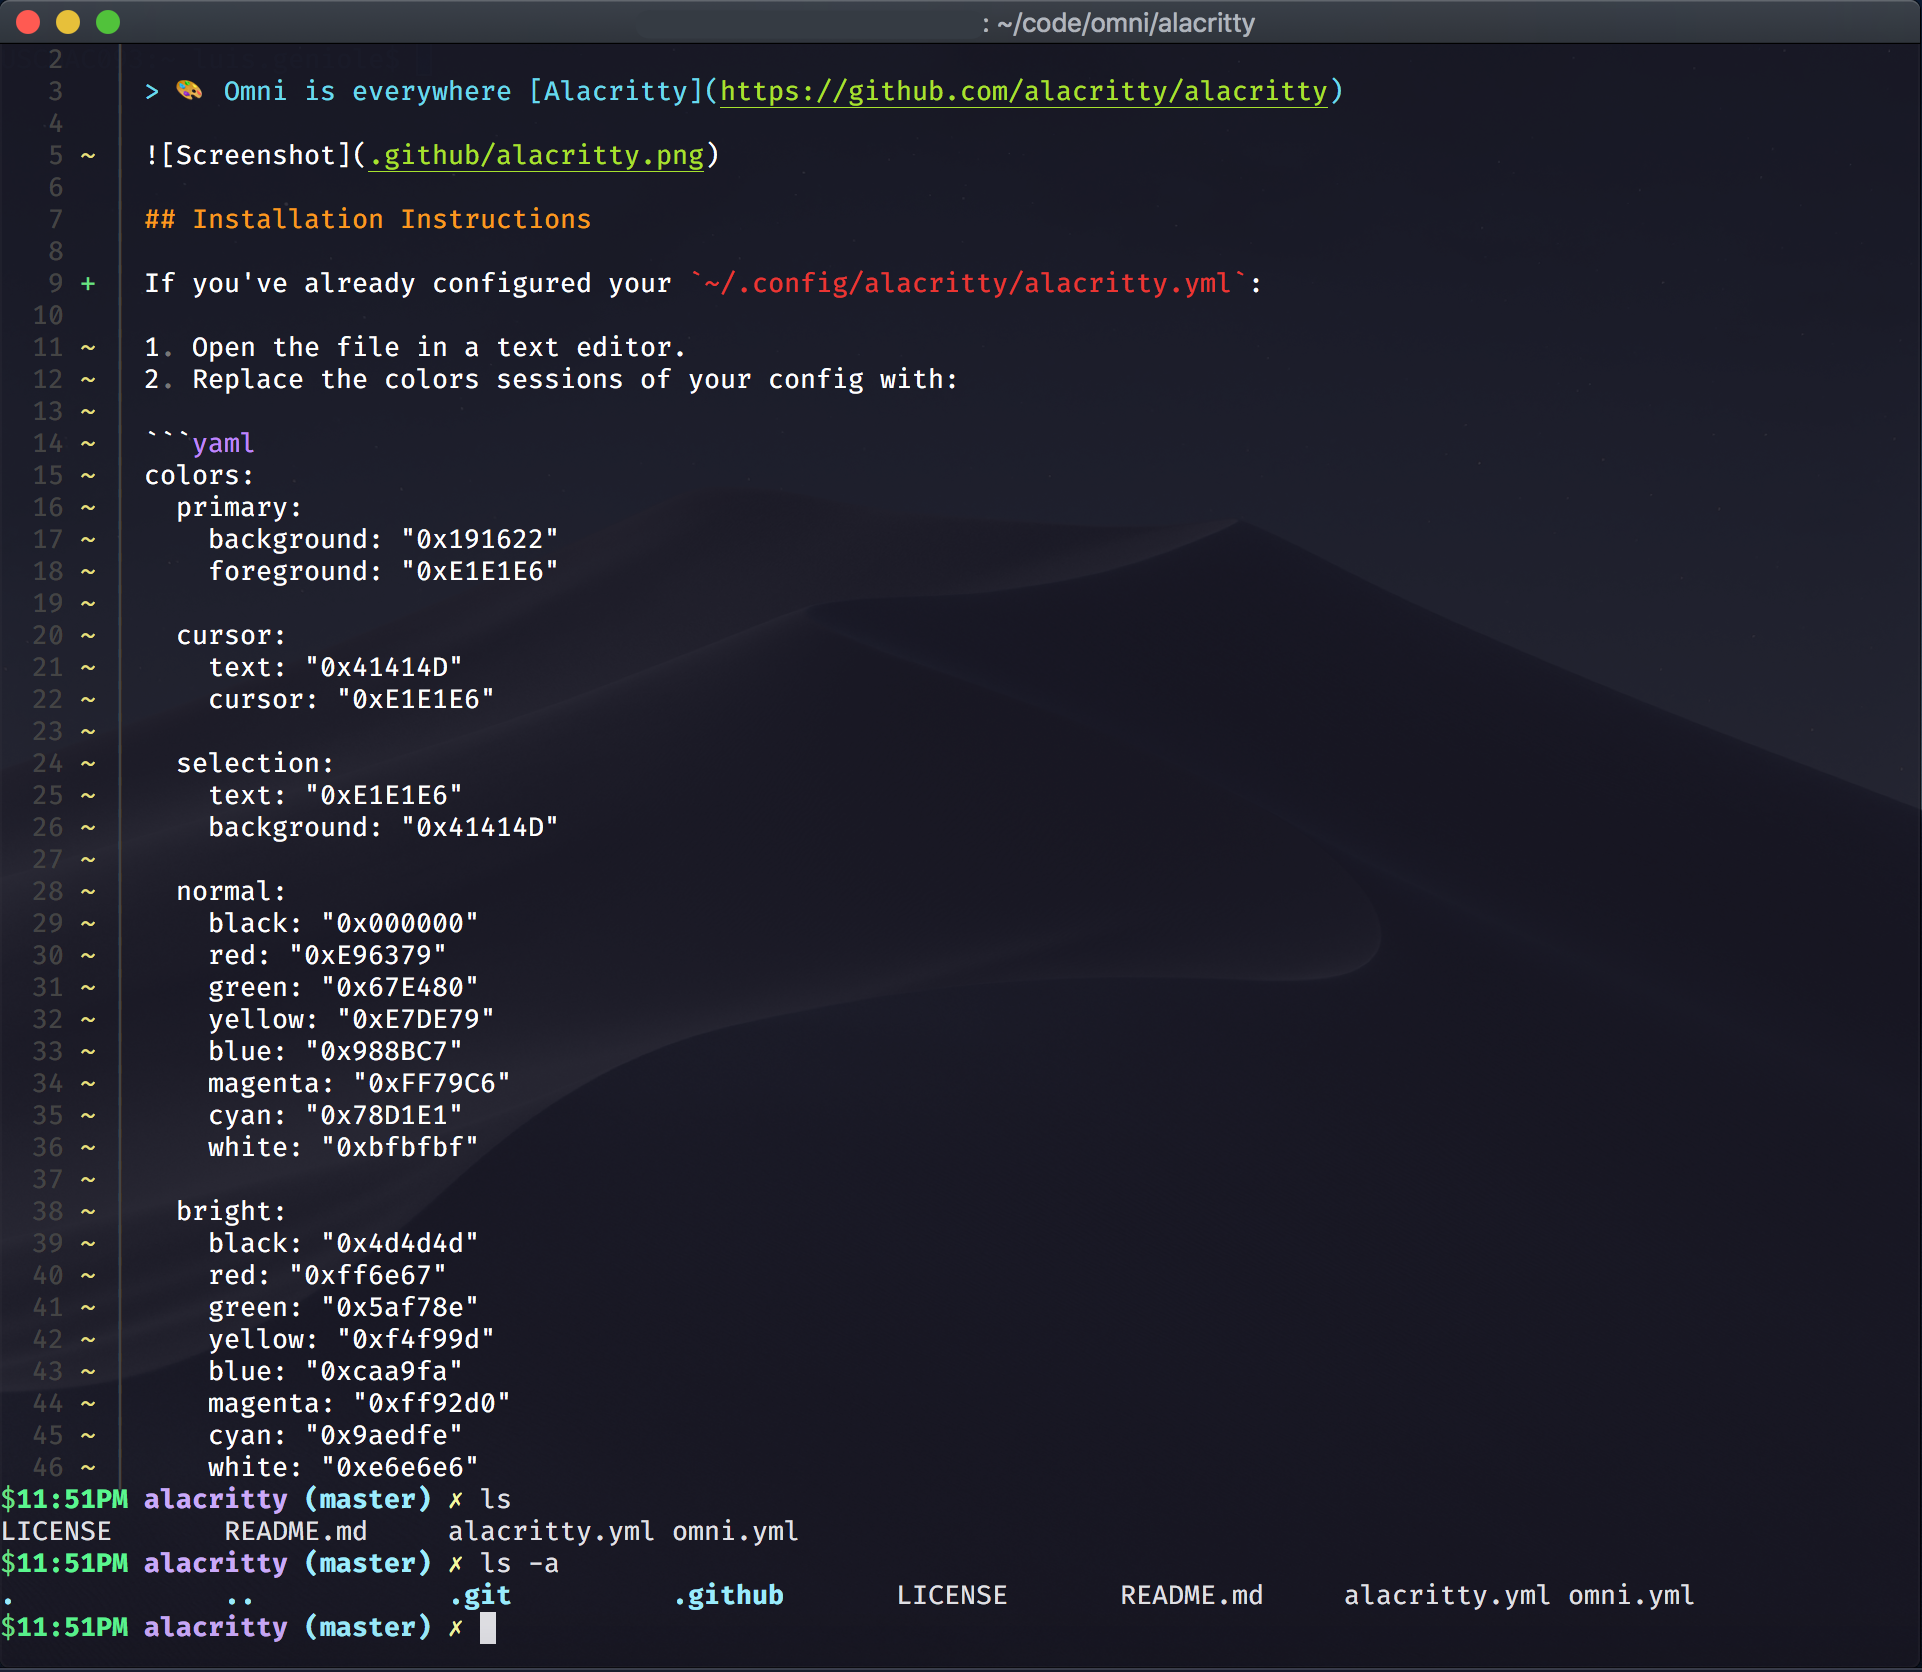 : ~/code/omni/alacritty
2
3 > 🎨 Omni is everywhere [Alacritty](https://github.com/alacritty/alacritty)
4
5 ~ ![Screenshot](.github/alacritty.png)
6
7 ## Installation Instructions
8
9 + If you've already configured your `~/.config/alacritty/alacritty.yml`:
10
11 ~ 1. Open the file in a text editor.
12 ~ 2. Replace the colors sessions of your config with:
13 ~
14 ~ ```yaml
15 ~ colors:
16 ~   primary:
17 ~     background: "0x191622"
18 ~     foreground: "0xE1E1E6"
19 ~
20 ~   cursor:
21 ~     text: "0x41414D"
22 ~     cursor: "0xE1E1E6"
23 ~
24 ~   selection:
25 ~     text: "0xE1E1E6"
26 ~     background: "0x41414D"
27 ~
28 ~   normal:
29 ~     black: "0x000000"
30 ~     red: "0xE96379"
31 ~     green: "0x67E480"
32 ~     yellow: "0xE7DE79"
33 ~     blue: "0x988BC7"
34 ~     magenta: "0xFF79C6"
35 ~     cyan: "0x78D1E1"
36 ~     white: "0xbfbfbf"
37 ~
38 ~   bright:
39 ~     black: "0x4d4d4d"
40 ~     red: "0xff6e67"
41 ~     green: "0x5af78e"
42 ~     yellow: "0xf4f99d"
43 ~     blue: "0xcaa9fa"
44 ~     magenta: "0xff92d0"
45 ~     cyan: "0x9aedfe"
46 ~     white: "0xe6e6e6"
$11:51PM alacritty (master) ✗ ls
LICENSE README.md alacritty.yml omni.yml
$11:51PM alacritty (master) ✗ ls -a
. .. .git .github LICENSE README.md alacritty.yml omni.yml
$11:51PM alacritty (master) ✗